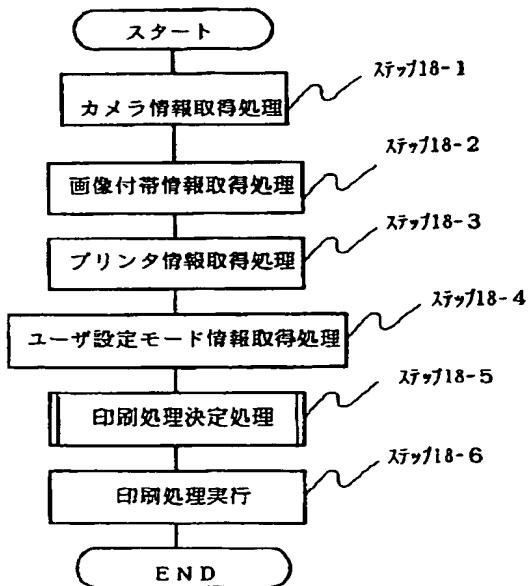 スタート
ステップ18-1
カメラ情報取得処理
ステップ18-2
画像付帯情報取得処理
ステップ18-3
プリンタ情報取得処理
ステップ18-4
ユーザ設定モード情報取得処理
ステップ18-5
印刷処理決定処理
ステップ18-6
印刷処理実行
END